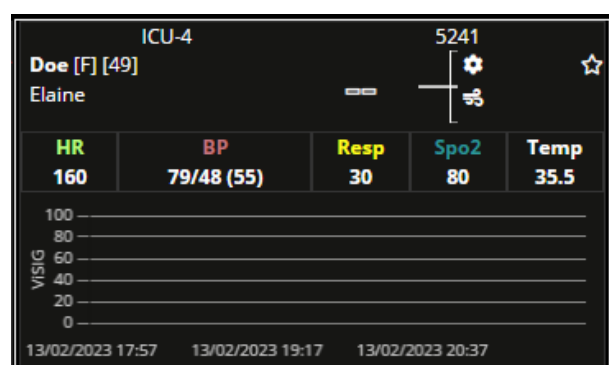 ICU-4 5241
Doe [F] [49]
Elaine --
HR BP Resp Spo2 Temp
160 79/48 (55) 30 80 35.5
100
80
60
40
20
0
ViSIG
13/02/2023 17:57 13/02/2023 19:17 13/02/2023 20:37